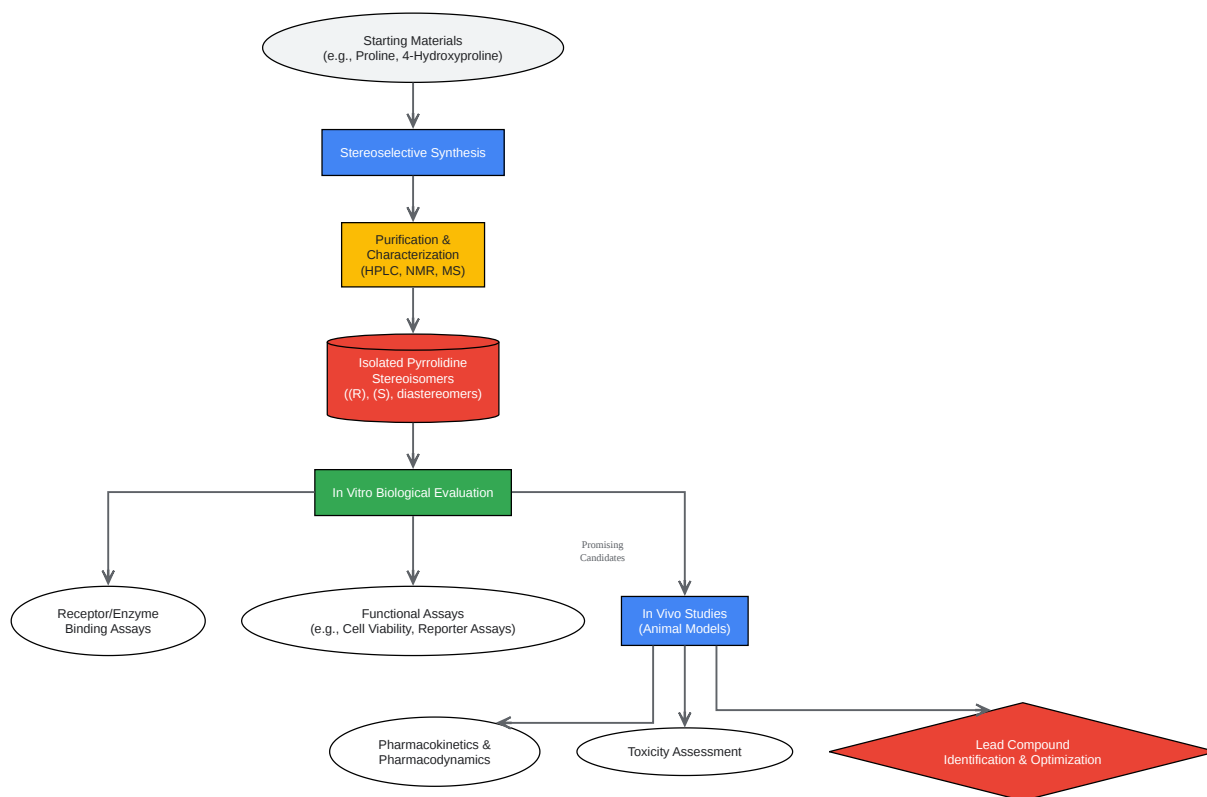 Starting Materials
(e.g., Proline, 4-Hydroxyproline)
Stereoselective Synthesis
Purification &
Characterization
(HPLC, NMR, MS)
Isolated Pyrrolidine
Stereoisomers
((R), (S), diastereomers)
In Vitro Biological Evaluation
Promising
Candidates
Receptor/Enzyme
Binding Assays
Functional Assays
(e.g., Cell Viability, Reporter Assays)
In Vivo Studies
(Animal Models)
Pharmacokinetics &
Pharmacodynamics
Toxicity Assessment
Lead Compound
Identification & Optimization